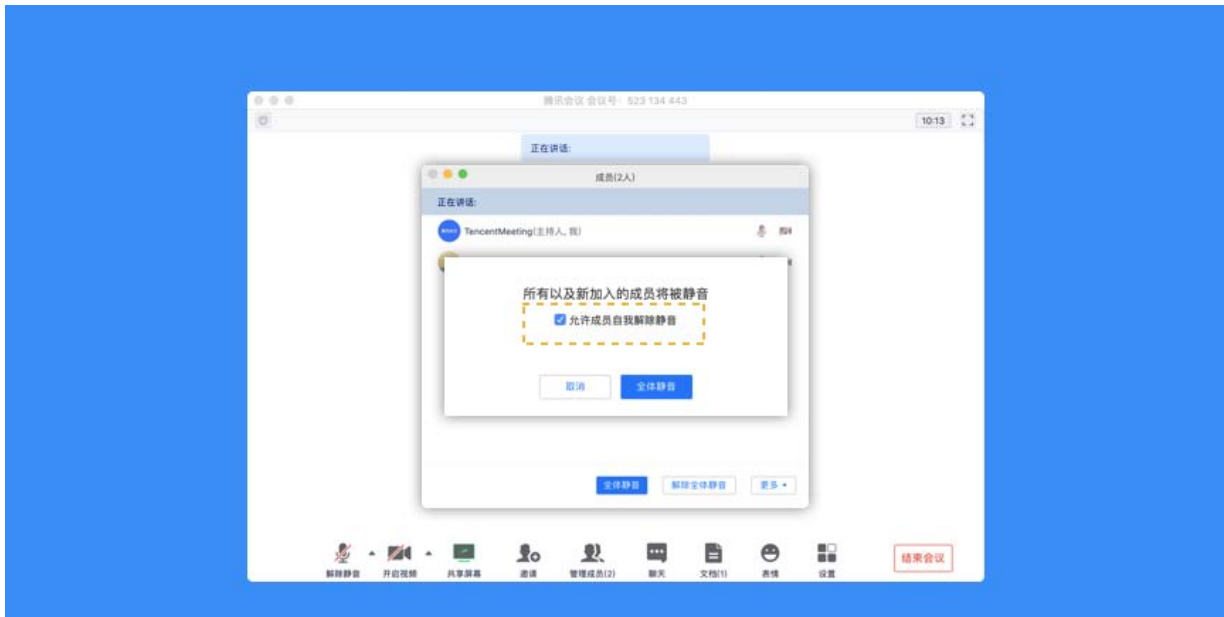 腾讯会议 会议号: 523 134 443
10:13
正在讲话:
成员(2人)
正在讲话:
TencentMeeting(主持人, 我)
所有以及新加入的成员将被静音
允许成员自我解除静音
取消 全体静音
全体静音 解除全体静音 更多
解除静音 开启视频 共享屏幕 邀请 管理成员(2) 聊天 文档(1) 表情 设置 结束会议